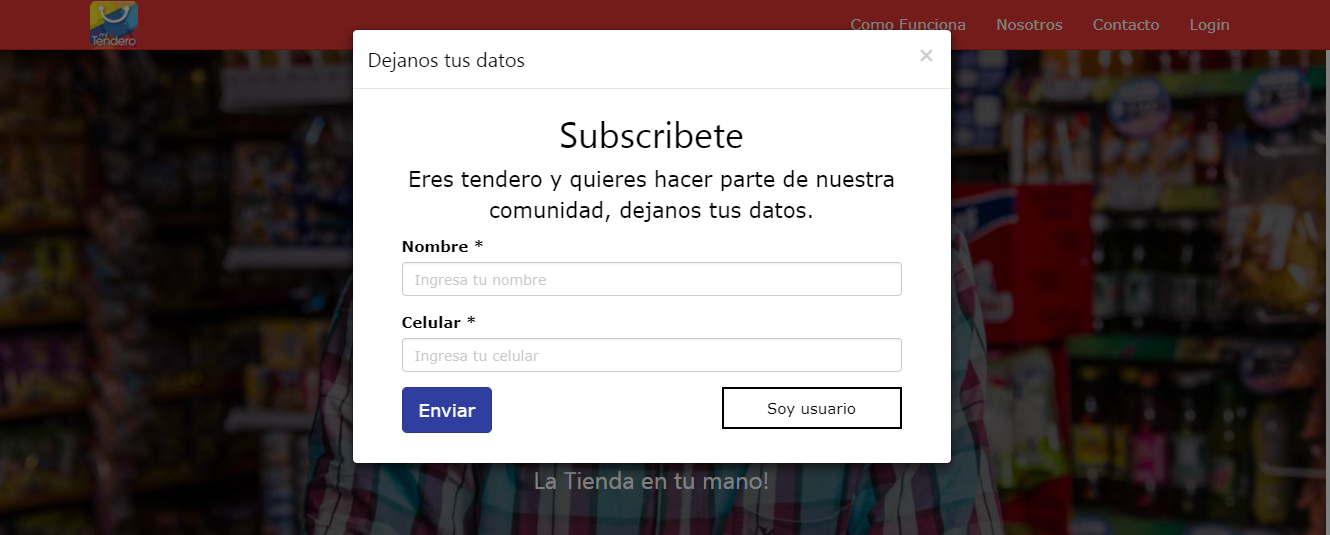 mi
Tendero
Como Funciona Nosotros Contacto Login
Dejanos tus datos ×
Subscribete
Eres tendero y quieres hacer parte de nuestra
comunidad, dejanos tus datos.
Nombre *
Ingresa tu nombre
Celular *
Ingresa tu celular
Enviar Soy usuario
La Tienda en tu mano!